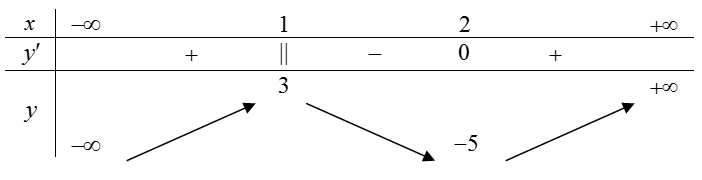 x −∞ 1 2 +∞
y′ + || − 0 +
3 +∞
y
−∞ −5